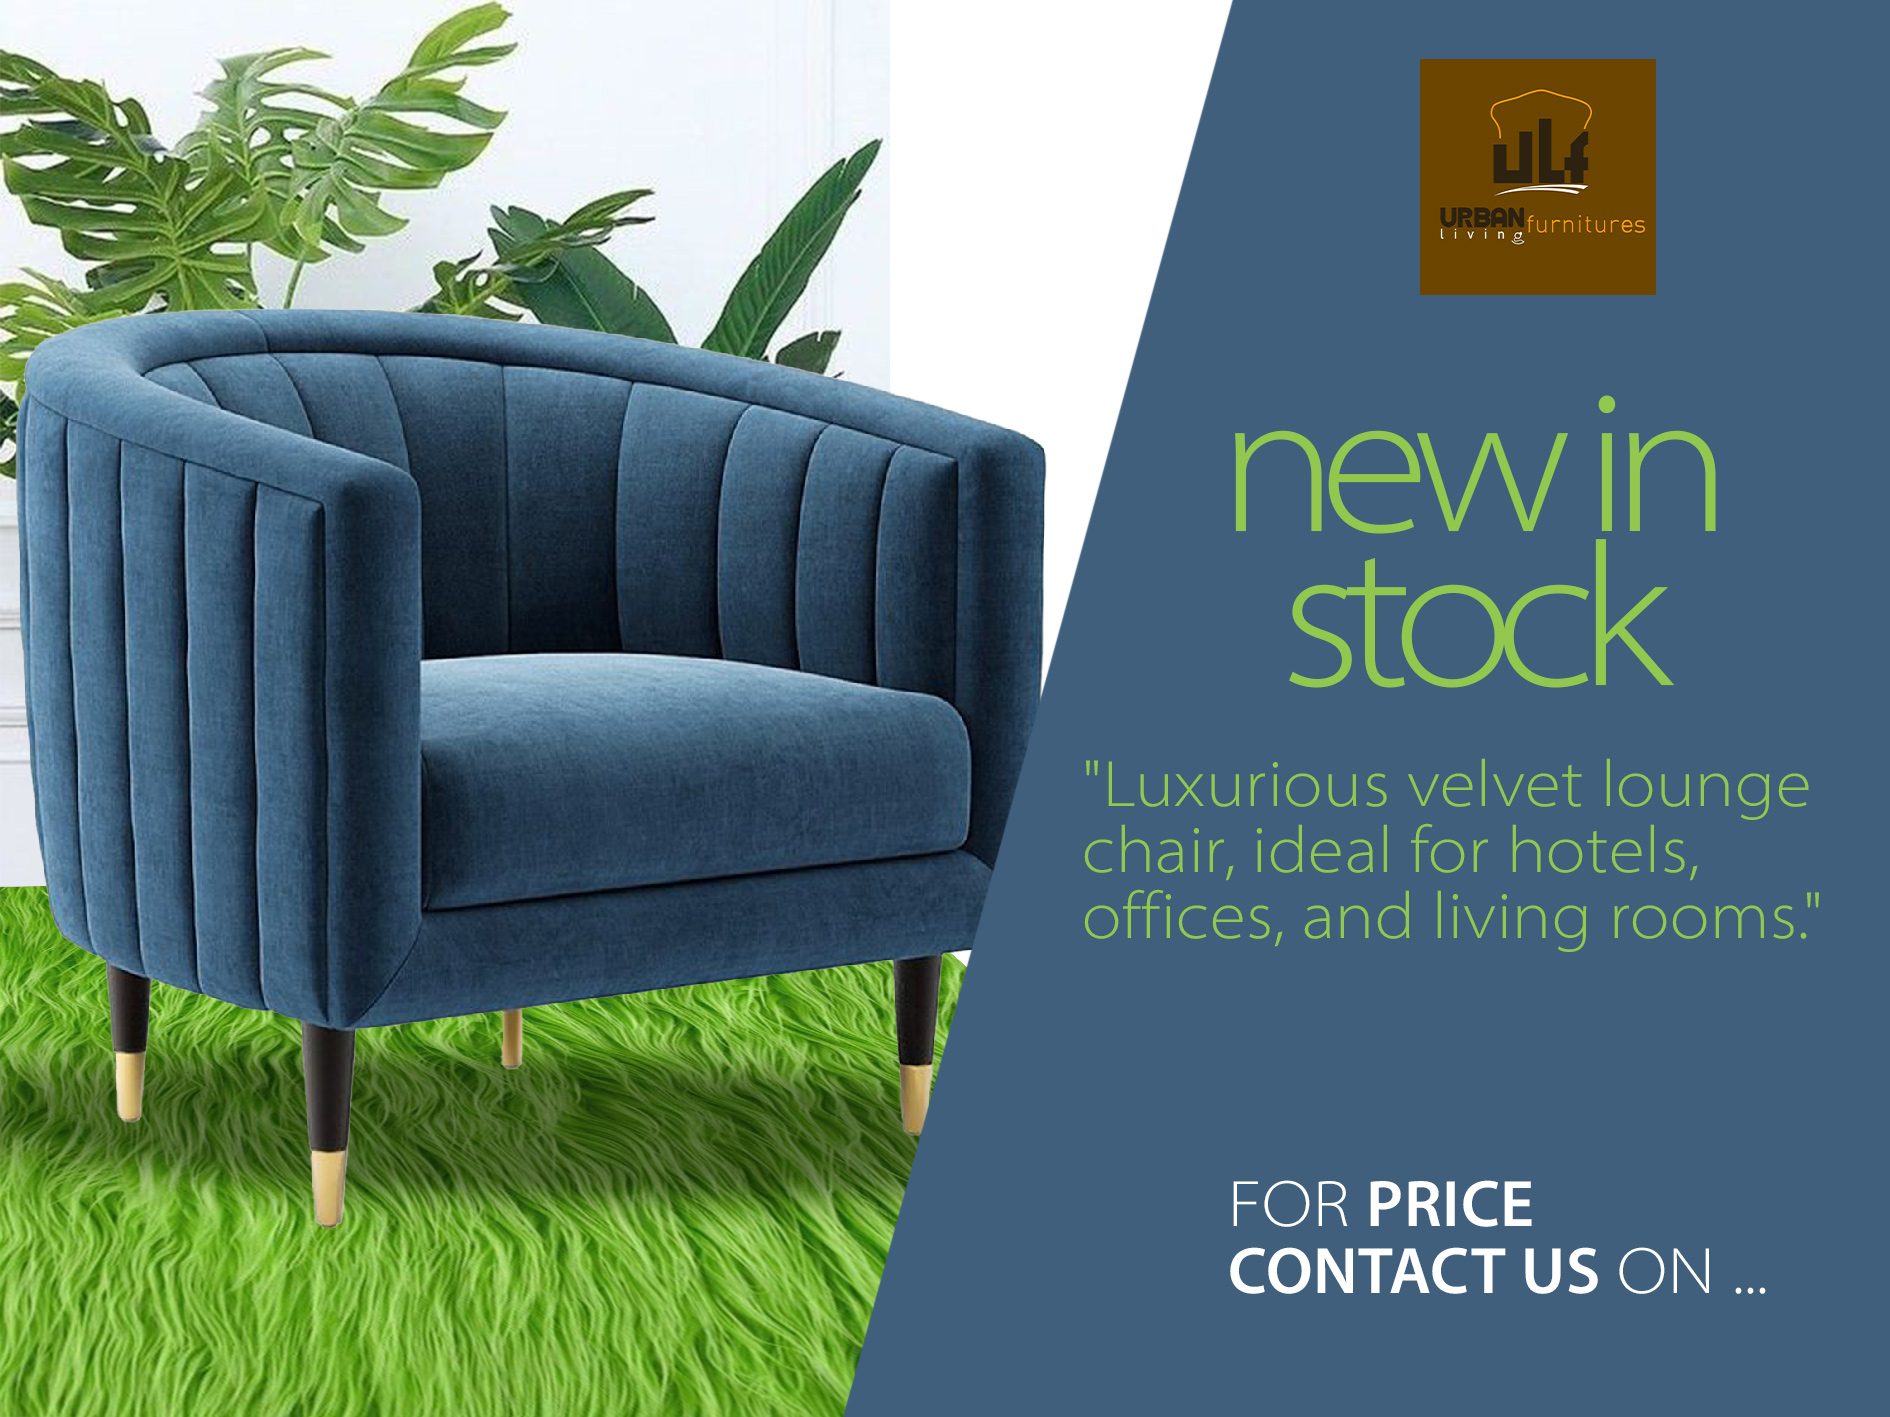 ULf
URBAN
living furnitures
new in
stock
"Luxurious velvet lounge
chair, ideal for hotels,
offices, and living rooms."
FOR PRICE
CONTACT US ON ...